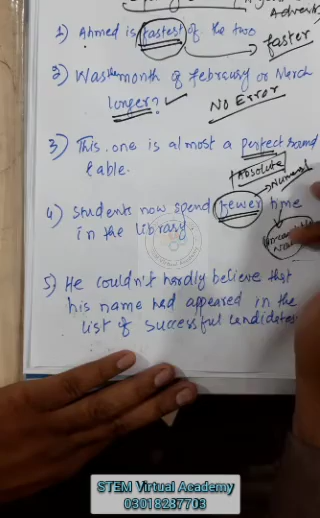 Adverb
1) Ahmed is fastest of the two
faster
2) Was the month of february or March
longer? ✓
NO ERROR
3) This one is almost a perfect round
table.
Absolute
Numeral
4) Students now spend fewer time
in the library.
5) He couldn't hardly believe that
his name had appeared in the
list of successful candidates
STEM Virtual Academy
03018287703